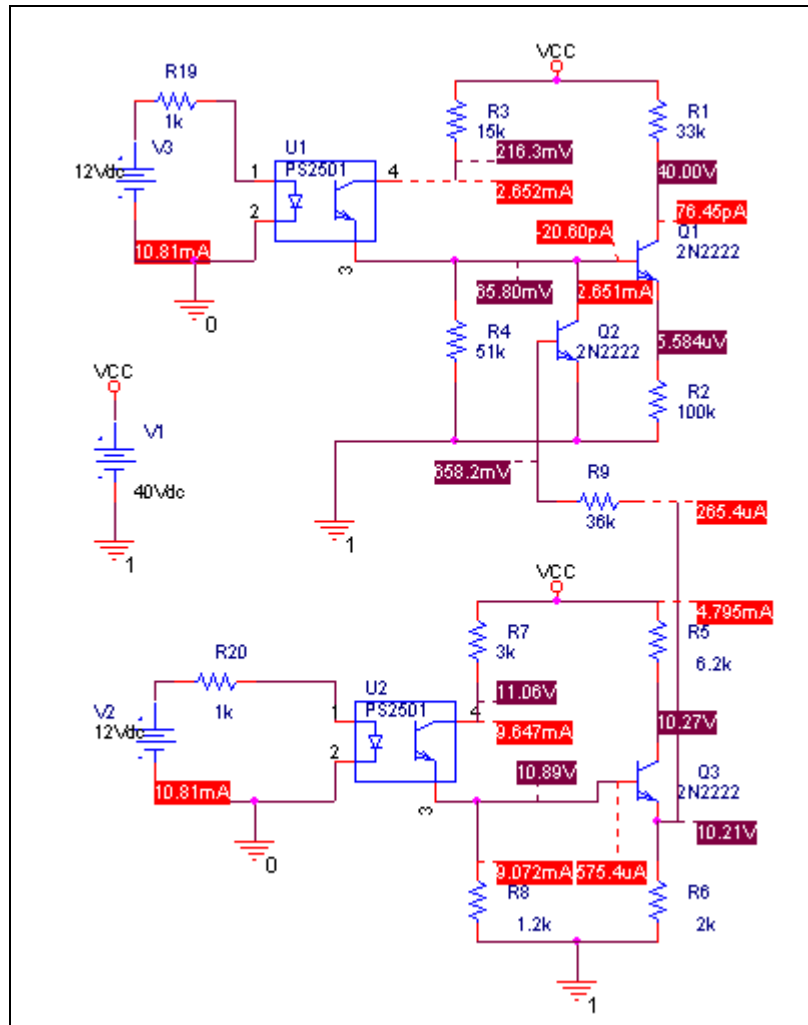 VCC
R19
1k
V3
12Vdc
U1
PS2501
1
2
4
3
R3
15k
R1
33k
216.3mV
2.652mA
40.00V
76.45pA
-20.60pA
Q1
2N2222
10.81mA
0
65.80mV
2.651mA
R4
51k
Q2
2N2222
5.584uV
R2
100k
VCC
V1
40Vdc
1
658.2mV
R9
36k
265.4uA
1
VCC
4.795mA
R7
3k
R5
6.2k
R20
1k
V2
12Vdc
U2
PS2501
1
2
4
3
11.06V
9.647mA
10.27V
10.89V
Q3
2N2222
10.81mA
0
10.21V
9.072mA
575.4uA
R8
1.2k
R6
2k
1